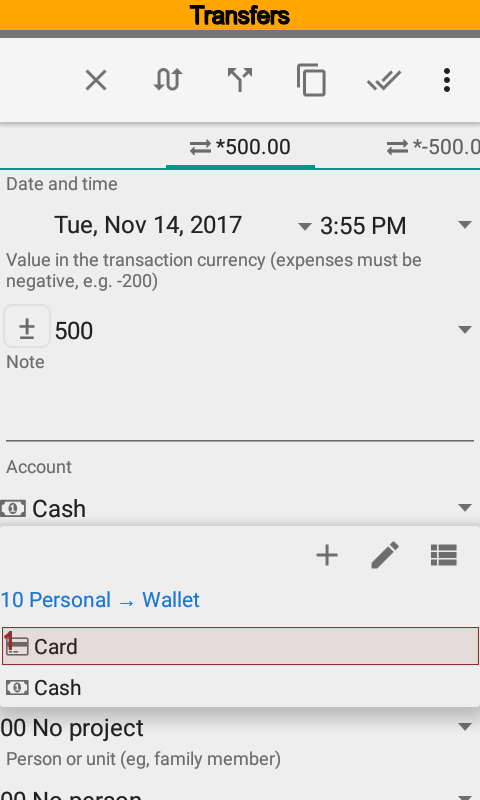 Transfers
*500.00
*-500.0
Date and time
Tue, Nov 14, 2017
3:55 PM
Value in the transaction currency (expenses must be
negative, e.g. -200)
± 500
Note
Account
Cash
10 Personal → Wallet
1
Card
Cash
00 No project
Person or unit (eg, family member)
00 No person